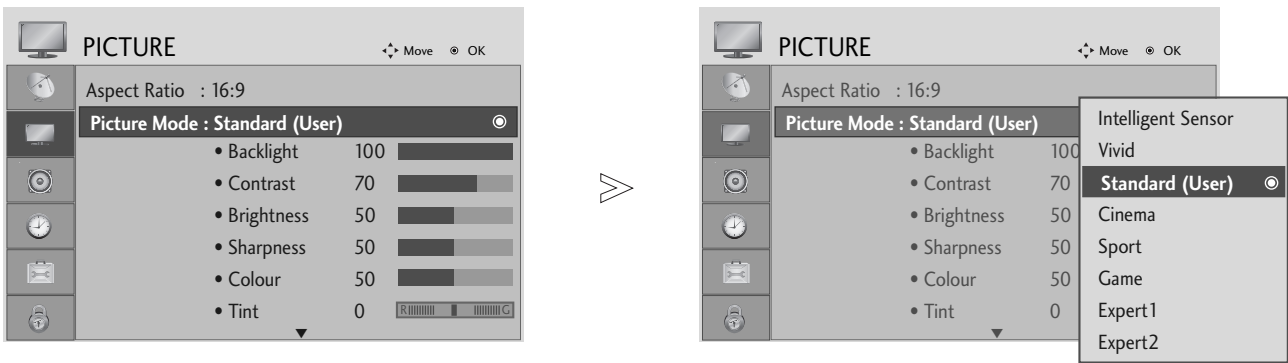 PICTURE
Move OK
Aspect Ratio : 16:9
Picture Mode : Standard (User)
• Backlight 100
• Contrast 70
• Brightness 50
• Sharpness 50
• Colour 50
• Tint 0 R G
PICTURE
Move OK
Aspect Ratio : 16:9
Picture Mode : Standard (User)
• Backlight 100
• Contrast 70
• Brightness 50
• Sharpness 50
• Colour 50
• Tint 0
Intelligent Sensor
Vivid
Standard (User)
Cinema
Sport
Game
Expert1
Expert2